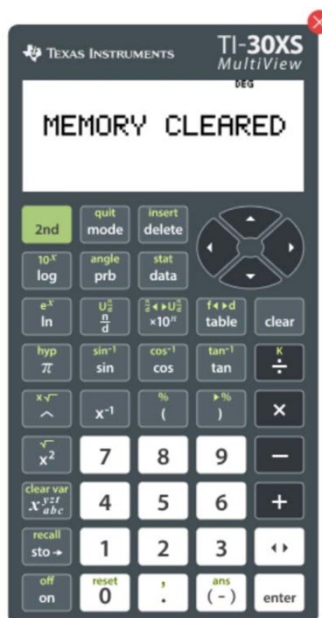 TEXAS INSTRUMENTS TI-30XS
MultiView
DEG
MEMORY CLEARED
quit insert
2nd mode delete
10ˣ angle stat
log prb data
eˣ U n/d n/d◄►U n/d f◄►d
ln n/d ×10ⁿ table clear
hyp sin⁻¹ cos⁻¹ tan⁻¹ K
π sin cos tan ÷
ˣ√ % ►%
^ x⁻¹ ( ) ×
√
x² 7 8 9 −
clear var
x yzt abc 4 5 6 +
recall
sto→ 1 2 3 ◄►
off reset , ans
on 0 . (-) enter